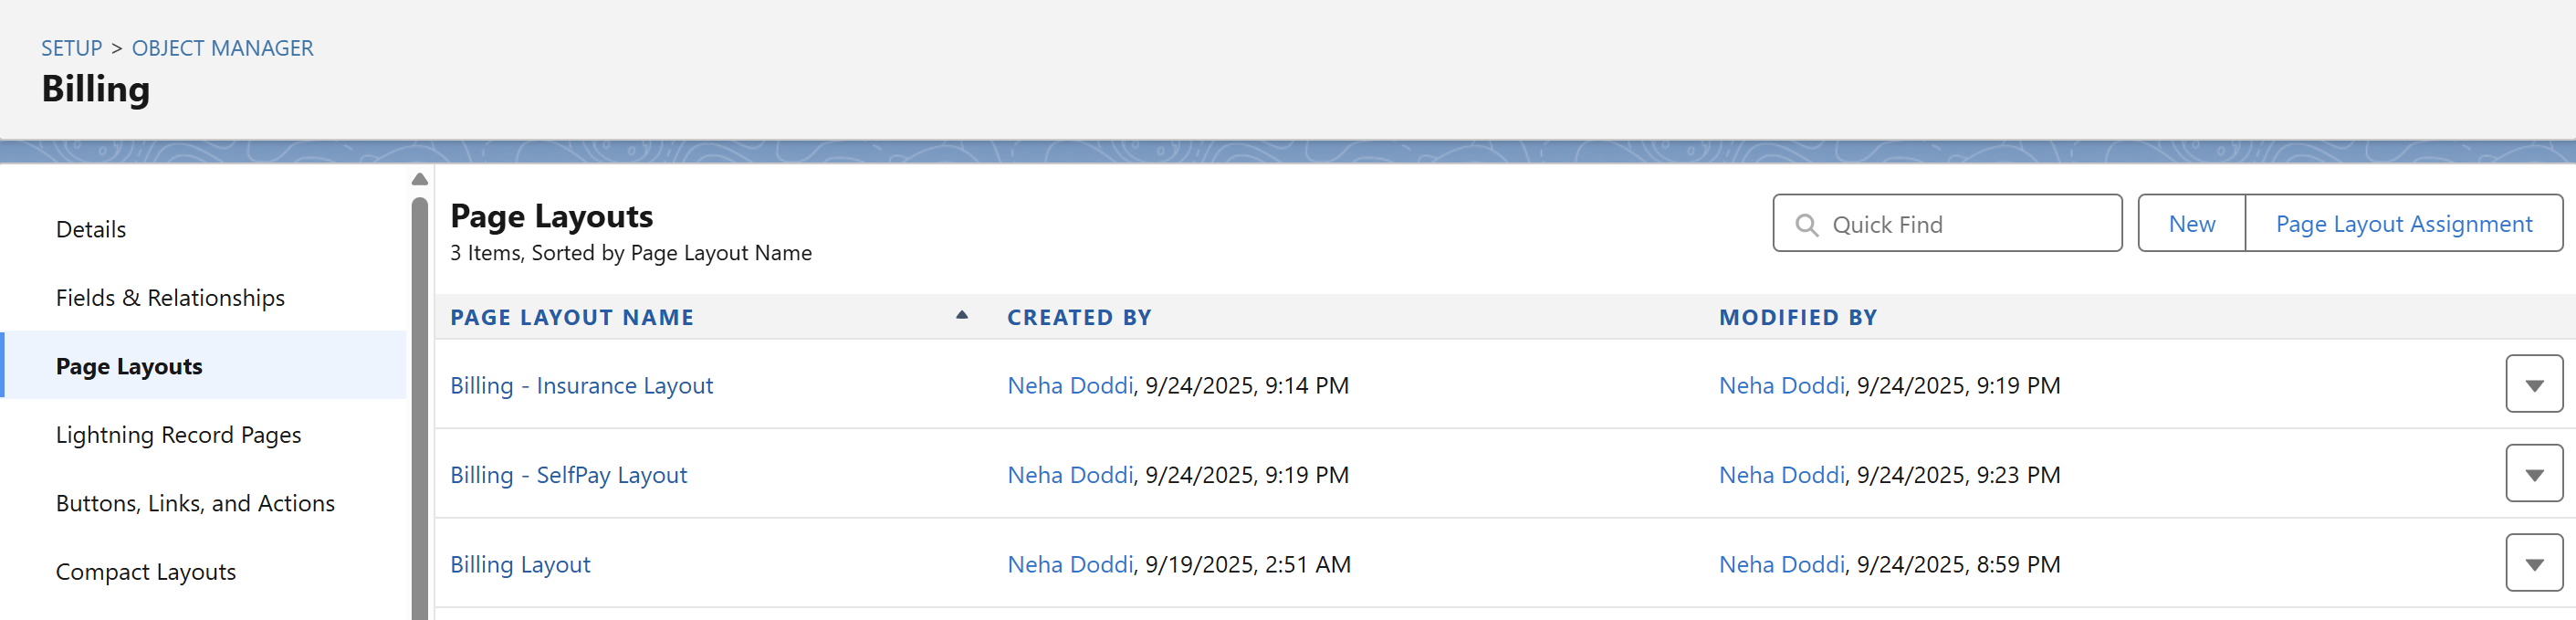 SETUP > OBJECT MANAGER
Billing
Details
Fields & Relationships
Page Layouts
Lightning Record Pages
Buttons, Links, and Actions
Compact Layouts
Page Layouts
3 Items, Sorted by Page Layout Name
Quick Find
New
Page Layout Assignment
PAGE LAYOUT NAME CREATED BY MODIFIED BY
Billing - Insurance Layout Neha Doddi, 9/24/2025, 9:14 PM Neha Doddi, 9/24/2025, 9:19 PM
Billing - SelfPay Layout Neha Doddi, 9/24/2025, 9:19 PM Neha Doddi, 9/24/2025, 9:23 PM
Billing Layout Neha Doddi, 9/19/2025, 2:51 AM Neha Doddi, 9/24/2025, 8:59 PM